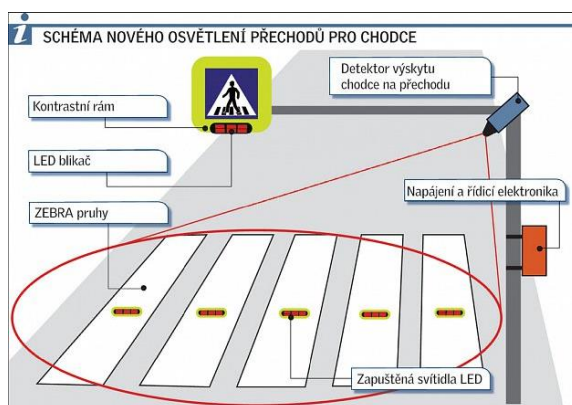 i
SCHÉMA NOVÉHO OSVĚTLENÍ PŘECHODŮ PRO CHODCE
Detektor výskytu
chodce na přechodu
Kontrastní rám
LED blikač
Napájení a řídicí elektronika
ZEBRA pruhy
Zapuštěná svítidla LED